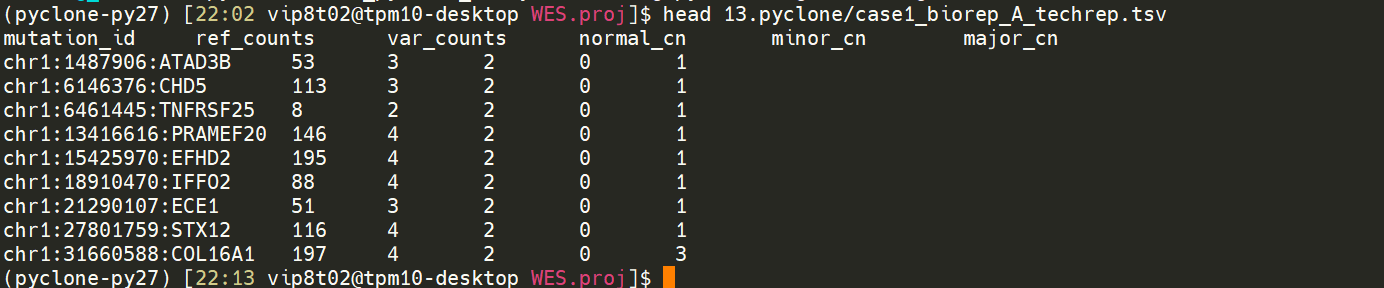 (pyclone-py27) [22:02 vip8t02@tpm10-desktop WES.proj]$ head 13.pyclone/case1_biorep_A_techrep.tsv
mutation_id ref_counts var_counts normal_cn minor_cn major_cn
chr1:1487906:ATAD3B 53 3 2 0 1
chr1:6146376:CHD5 113 3 2 0 1
chr1:6461445:TNFRSF25 8 2 2 0 1
chr1:13416616:PRAMEF20 146 4 2 0 1
chr1:15425970:EFHD2 195 4 2 0 1
chr1:18910470:IFFO2 88 4 2 0 1
chr1:21290107:ECE1 51 3 2 0 1
chr1:27801759:STX12 116 4 2 0 1
chr1:31660588:COL16A1 197 4 2 0 3
(pyclone-py27) [22:13 vip8t02@tpm10-desktop WES.proj]$